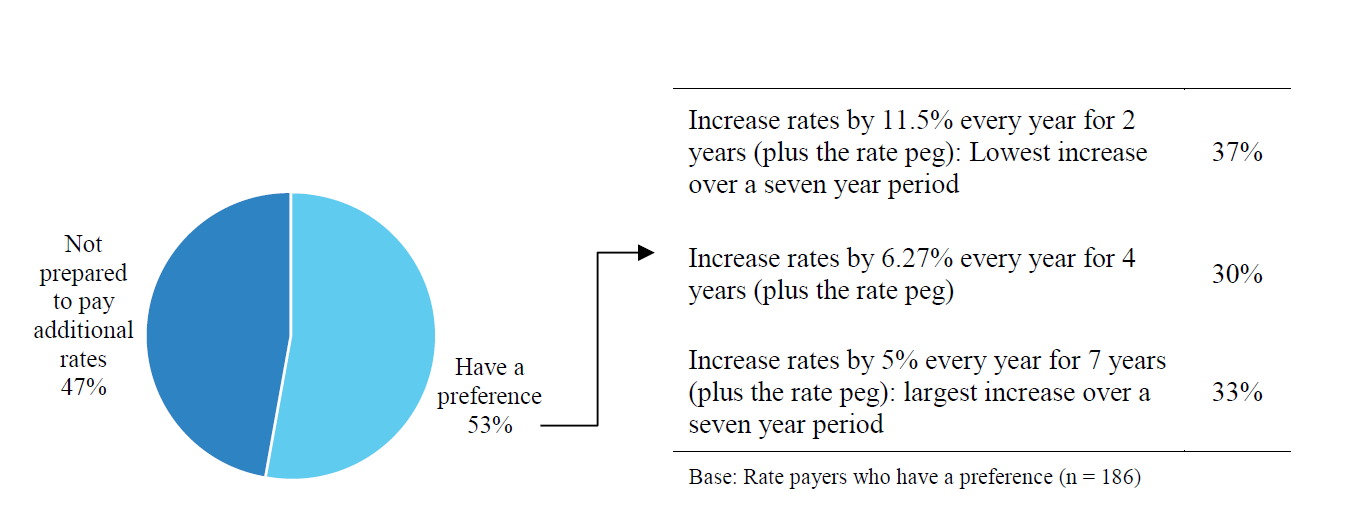 Not
prepared
to pay
additional
rates
47%
Have a
preference
53%
Increase rates by 11.5% every year for 2
years (plus the rate peg): Lowest increase
over a seven year period
37%
Increase rates by 6.27% every year for 4
years (plus the rate peg)
30%
Increase rates by 5% every year for 7 years
(plus the rate peg): largest increase over a
seven year period
33%
Base: Rate payers who have a preference (n = 186)